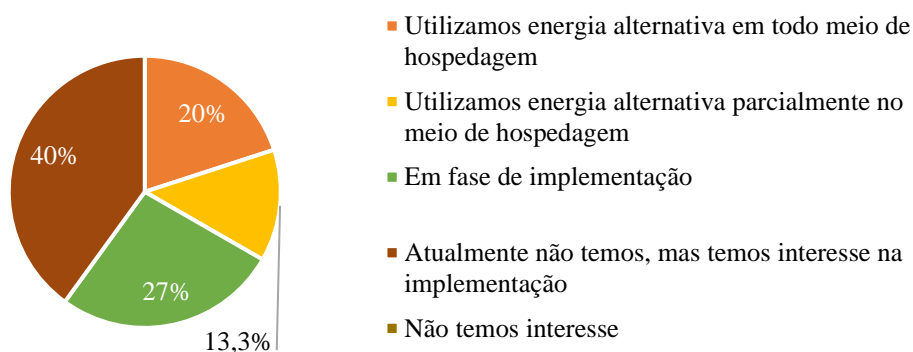 20%
40%
27%
13,3%
Utilizamos energia alternativa em todo meio de
hospedagem
Utilizamos energia alternativa parcialmente no
meio de hospedagem
Em fase de implementação
Atualmente não temos, mas temos interesse na
implementação
Não temos interesse